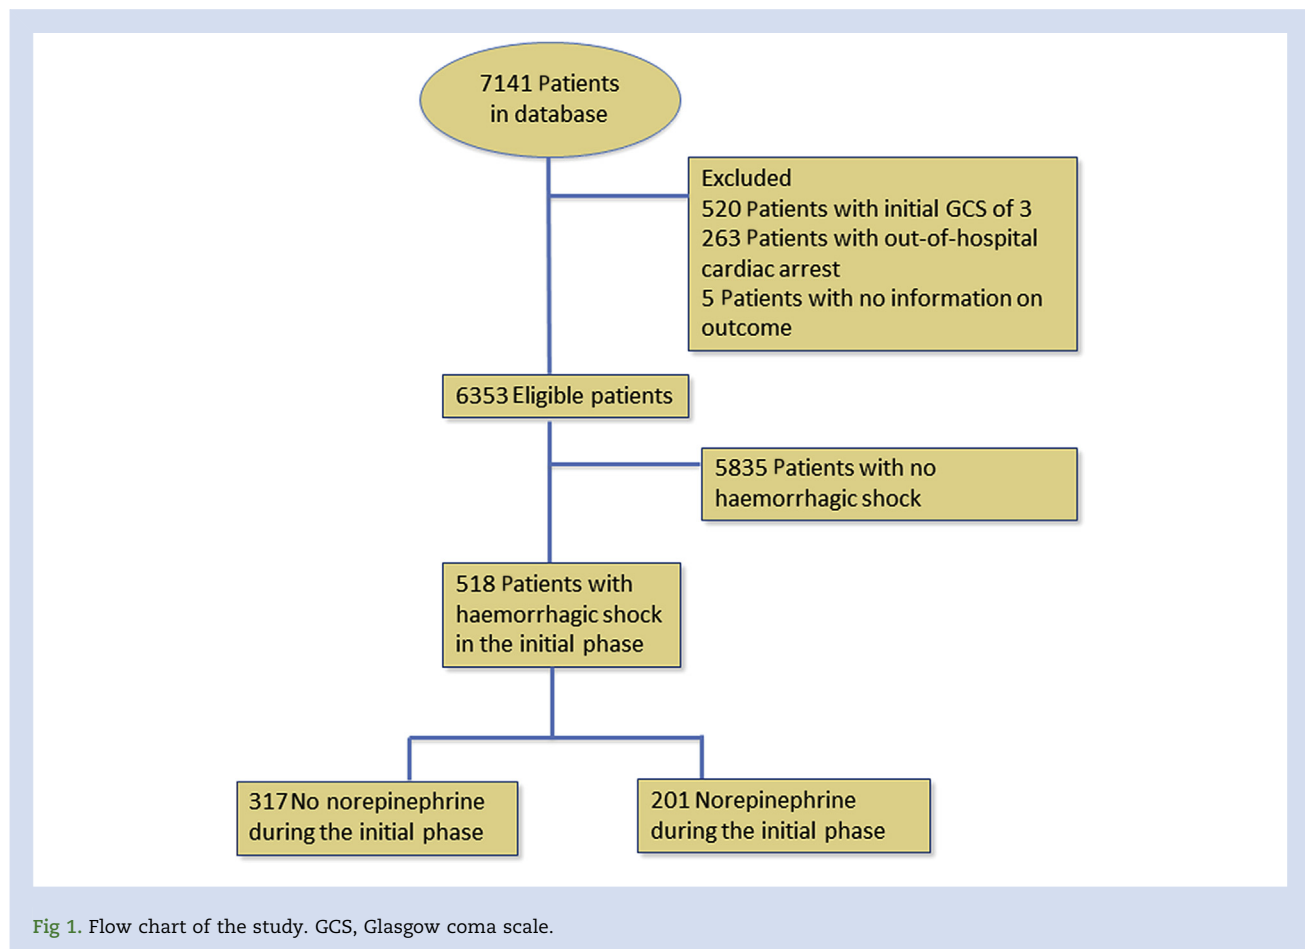 7141 Patients
in database
Excluded
520 Patients with initial GCS of 3
263 Patients with out-of-hospital
cardiac arrest
5 Patients with no information on
outcome
6353 Eligible patients
5835 Patients with no
haemorrhagic shock
518 Patients with
haemorrhagic shock
in the initial phase
317 No norepinephrine
during the initial phase
201 Norepinephrine
during the initial phase
Fig 1. Flow chart of the study. GCS, Glasgow coma scale.